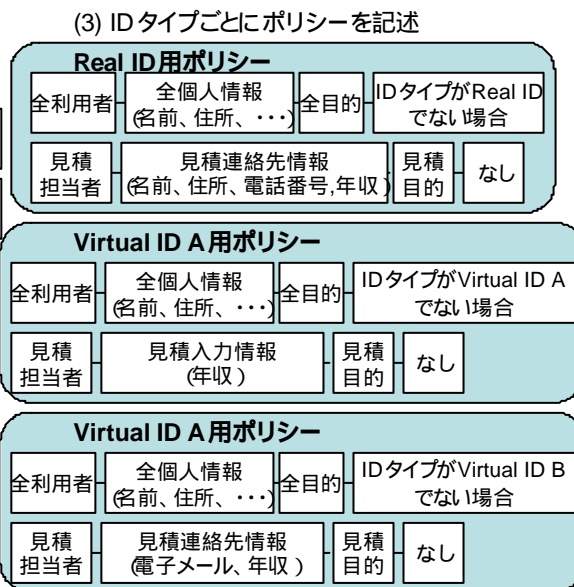 (3) IDタイプごとにポリシーを記述
Real ID用ポリシー
全利用者
全個人情報
(名前、住所、・・・)
全目的
IDタイプがReal ID
でない場合
見積
担当者
見積連絡先情報
(名前、住所、電話番号,年収)
見積
目的
なし
Virtual ID A用ポリシー
全利用者
全個人情報
(名前、住所、・・・)
全目的
IDタイプがVirtual ID A
でない場合
見積
担当者
見積入力情報
(年収)
見積
目的
なし
Virtual ID A用ポリシー
全利用者
全個人情報
(名前、住所、・・・)
全目的
IDタイプがVirtual ID B
でない場合
見積
担当者
見積連絡先情報
(電子メール、年収)
見積
目的
なし